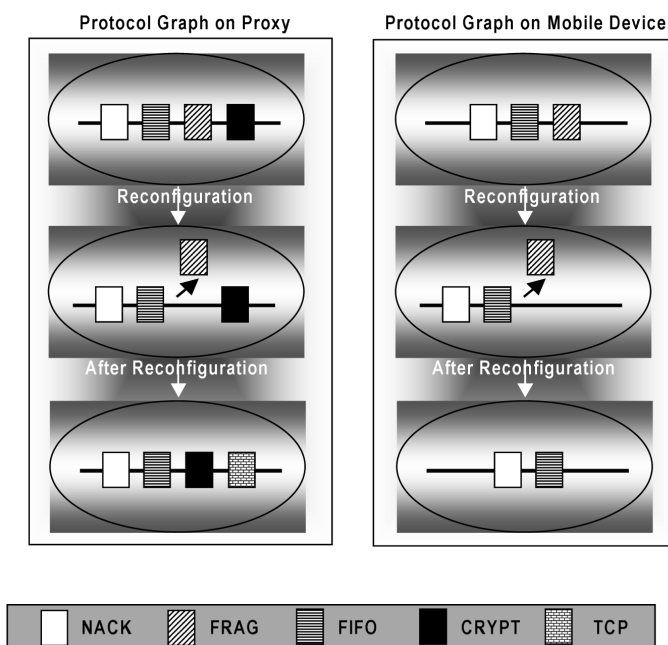 Protocol Graph on Proxy
Protocol Graph on Mobile Device
Reconfiguration
Reconfiguration
After Reconfiguration
After Reconfiguration
NACK FRAG FIFO CRYPT TCP